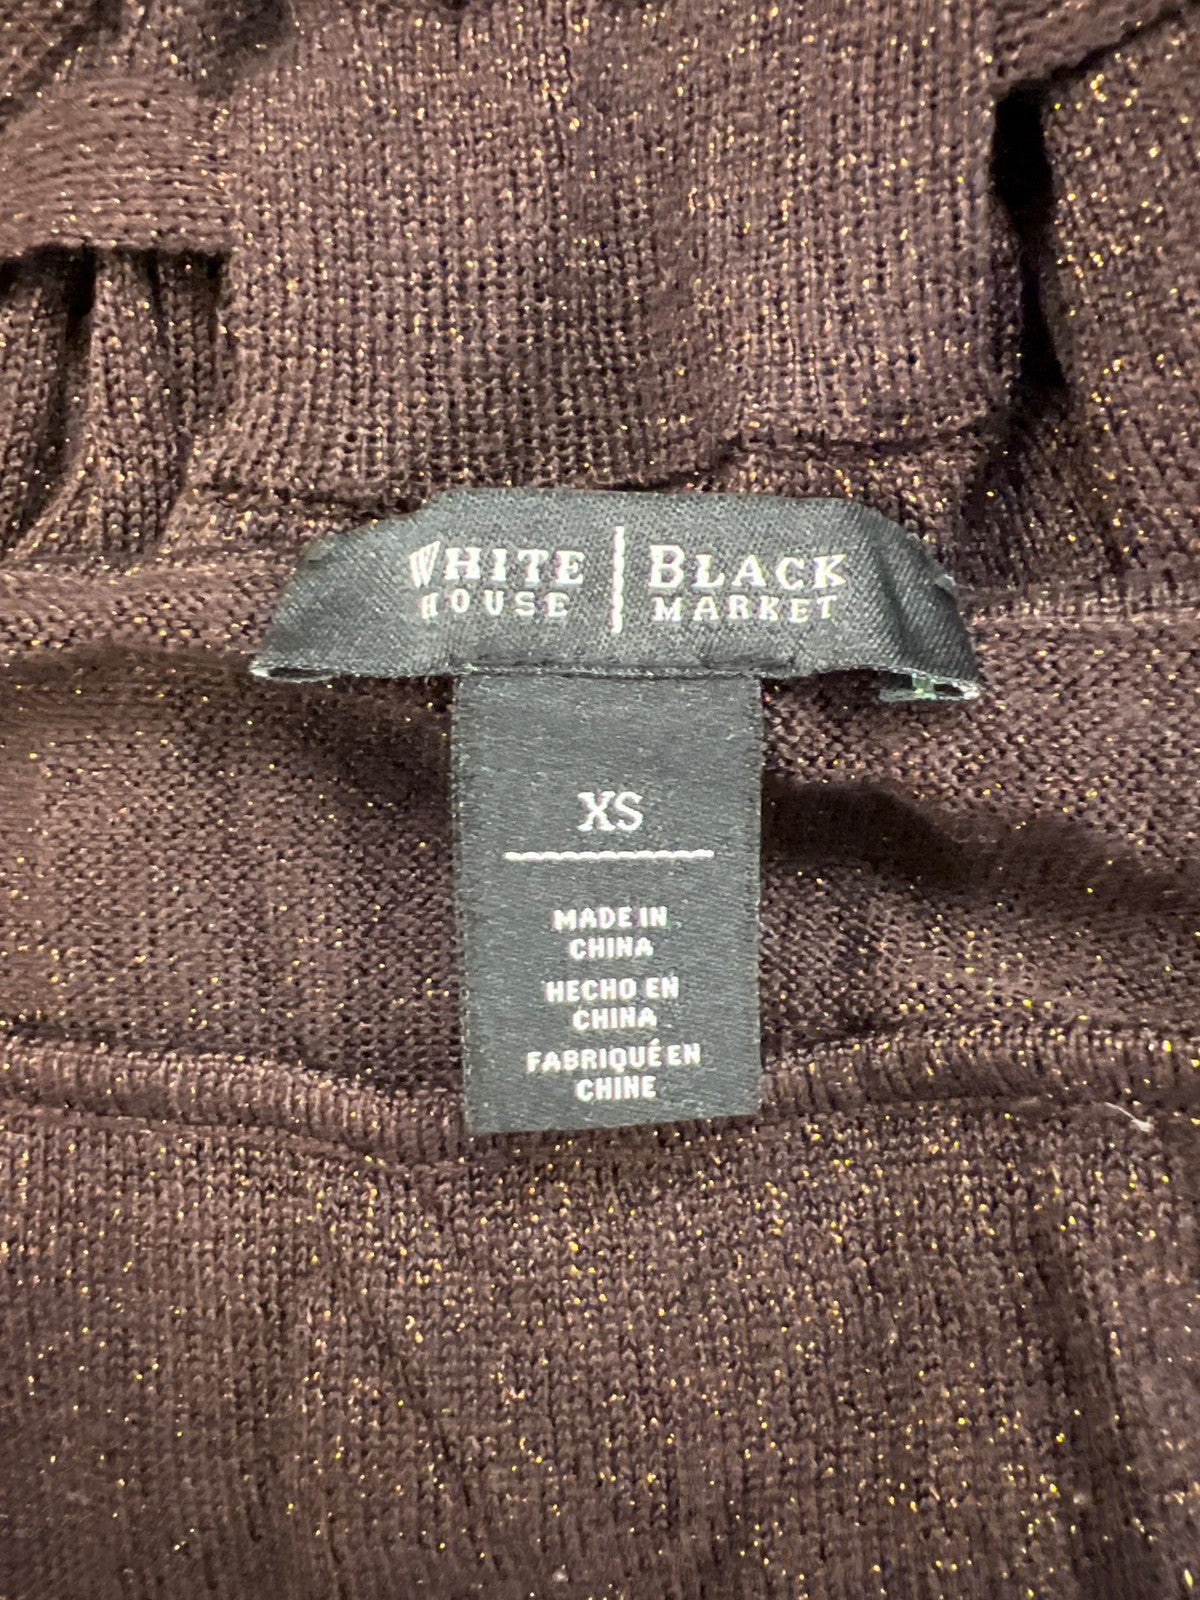 WHITE HOUSE | BLACK MARKET
XS
MADE IN
CHINA
HECHO EN
CHINA
FABRIQUÉ EN
CHINE